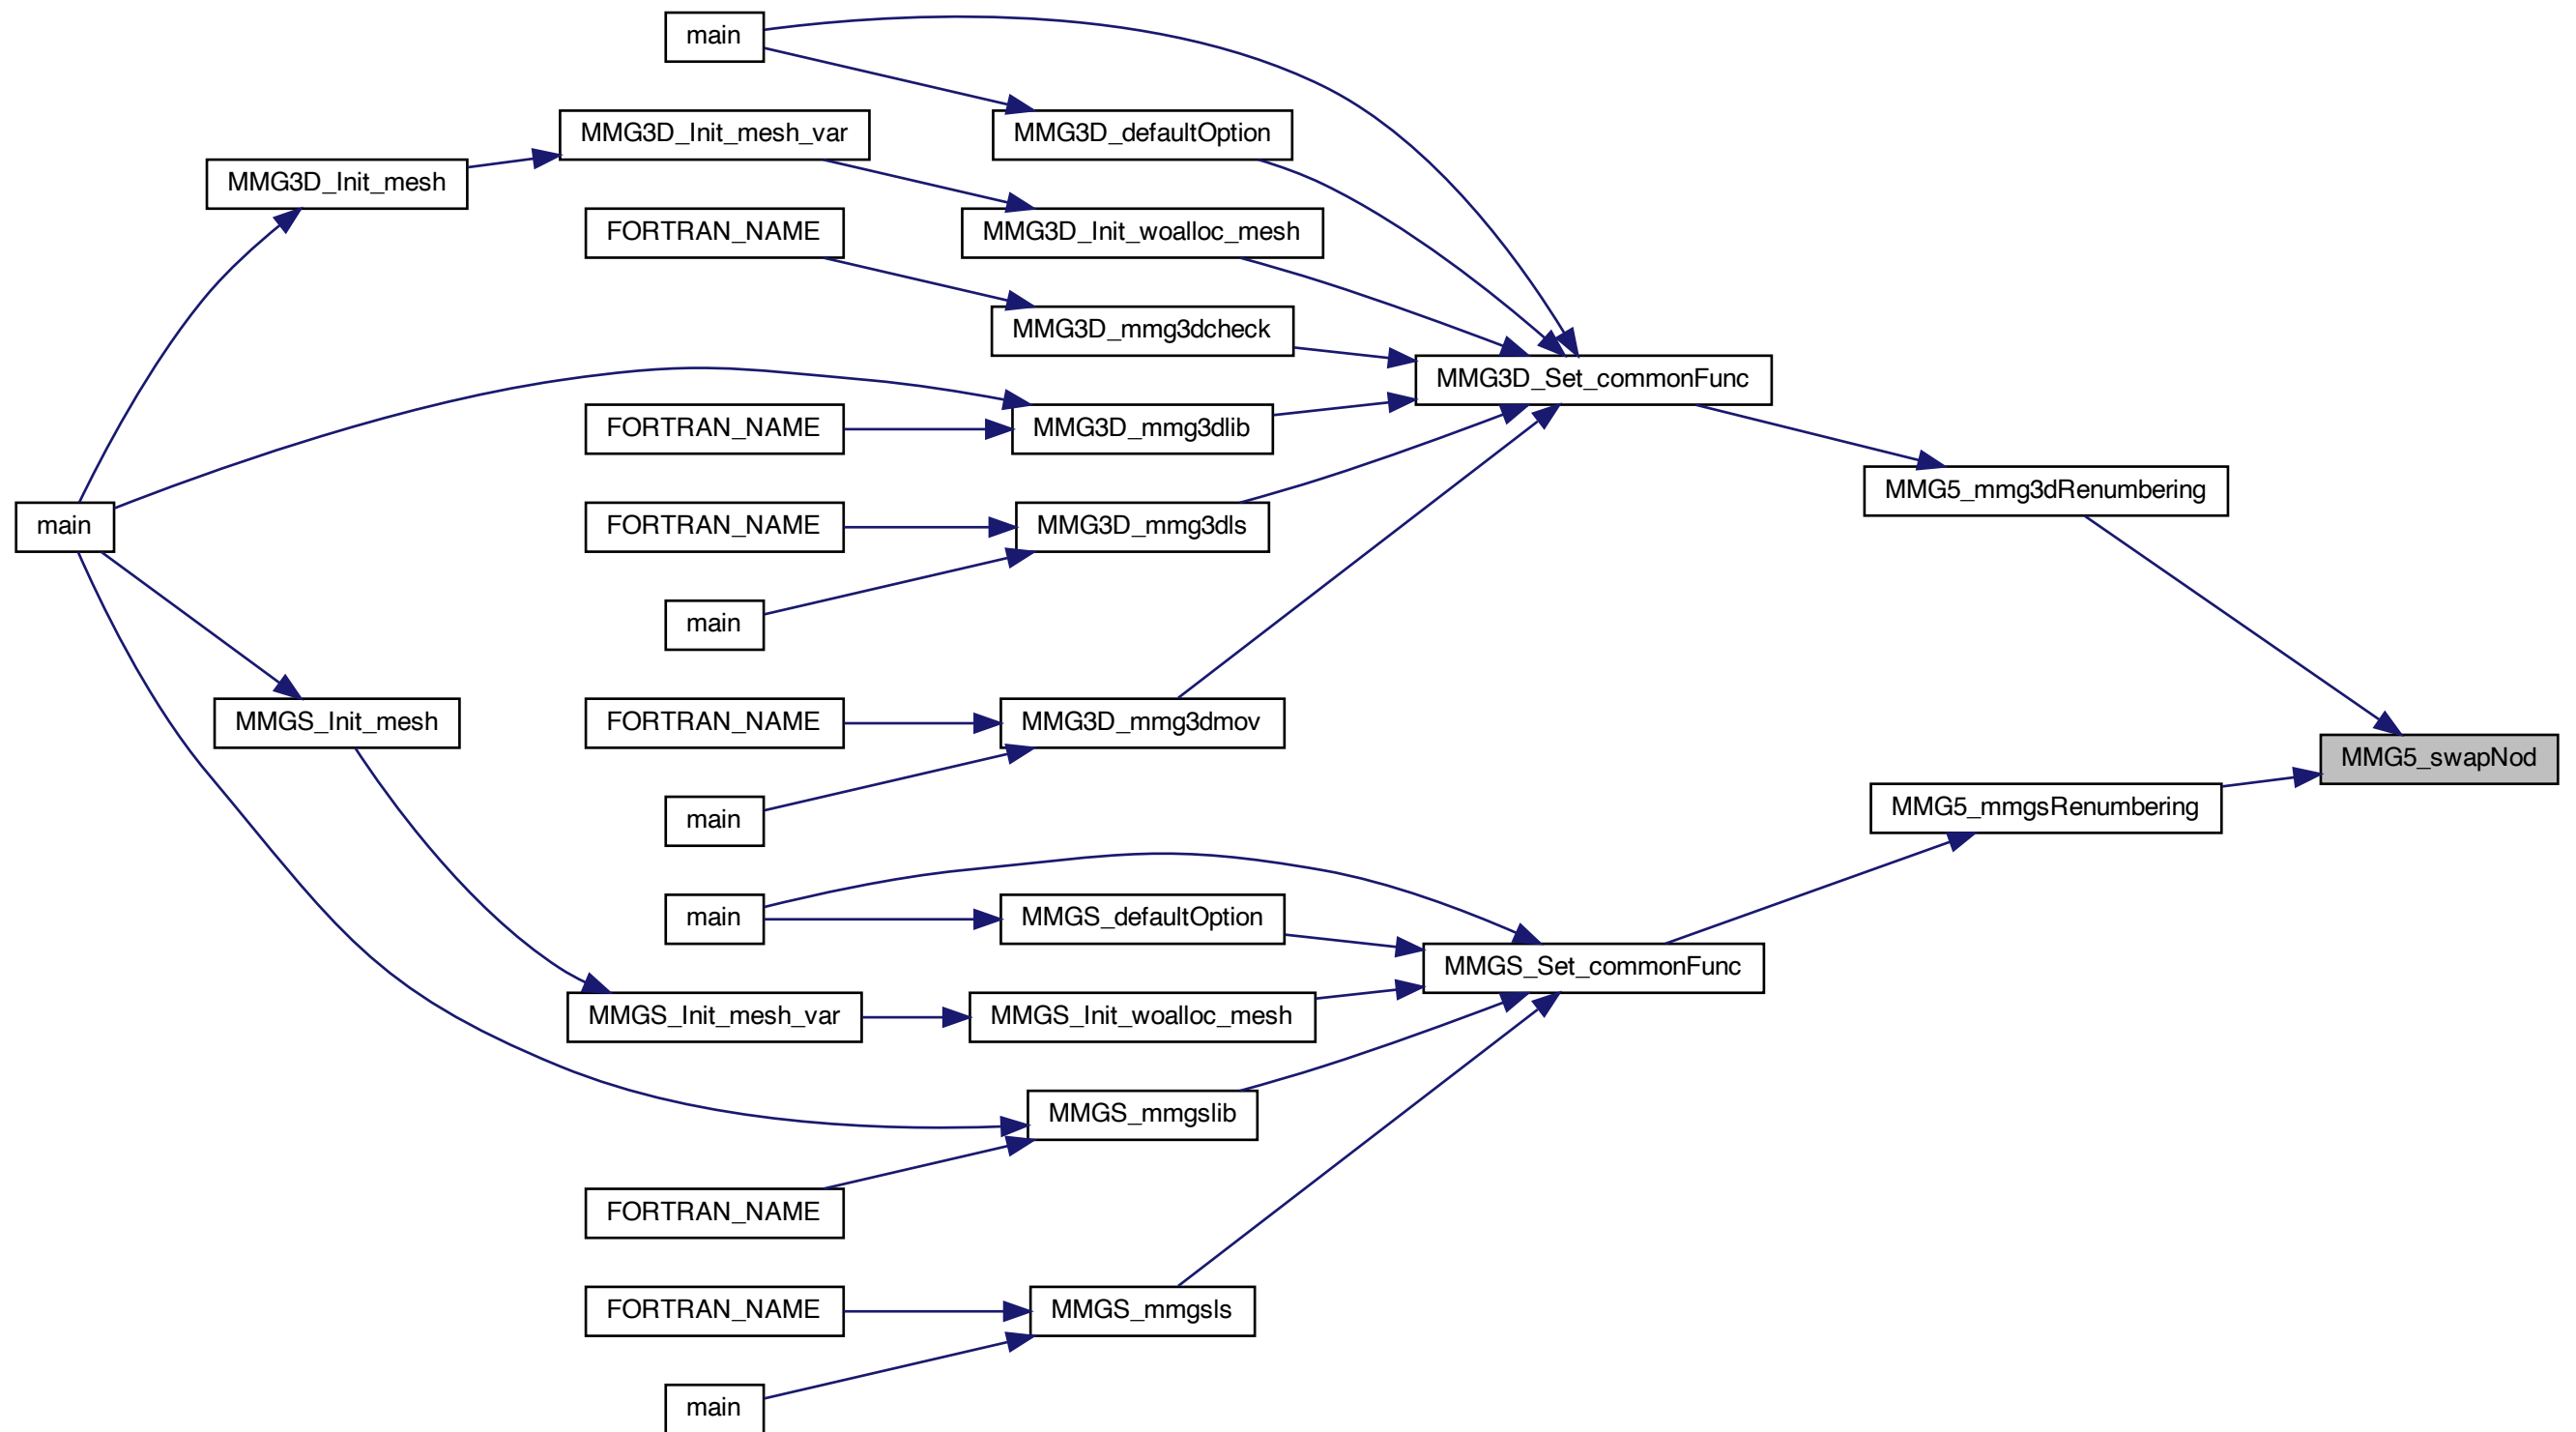 main
MMG3D_Init_mesh_var
MMG3D_defaultOption
MMG3D_Init_mesh
FORTRAN_NAME
MMG3D_Init_woalloc_mesh
MMG3D_mmg3dcheck
MMG3D_Set_commonFunc
FORTRAN_NAME
MMG3D_mmg3dlib
MMG5_mmg3dRenumbering
main
FORTRAN_NAME
MMG3D_mmg3dls
main
MMGS_Init_mesh
FORTRAN_NAME
MMG3D_mmg3dmov
MMG5_swapNod
main
MMG5_mmgsRenumbering
main
MMGS_defaultOption
MMGS_Set_commonFunc
MMGS_Init_mesh_var
MMGS_Init_woalloc_mesh
MMGS_mmgslib
FORTRAN_NAME
FORTRAN_NAME
MMGS_mmgsls
main